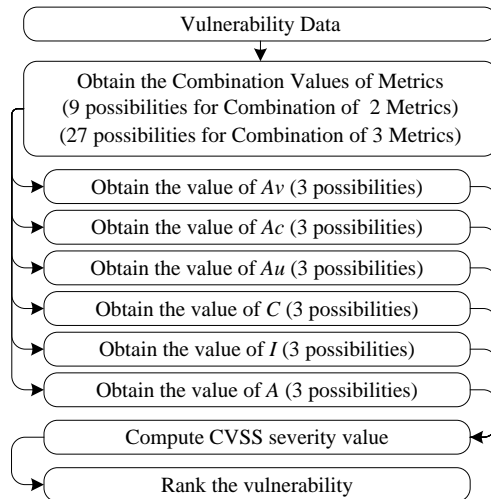 Vulnerability Data
Obtain the Combination Values of Metrics
(9 possibilities for Combination of 2 Metrics)
(27 possibilities for Combination of 3 Metrics)
Obtain the value of Av (3 possibilities)
Obtain the value of Ac (3 possibilities)
Obtain the value of Au (3 possibilities)
Obtain the value of C (3 possibilities)
Obtain the value of I (3 possibilities)
Obtain the value of A (3 possibilities)
Compute CVSS severity value
Rank the vulnerability